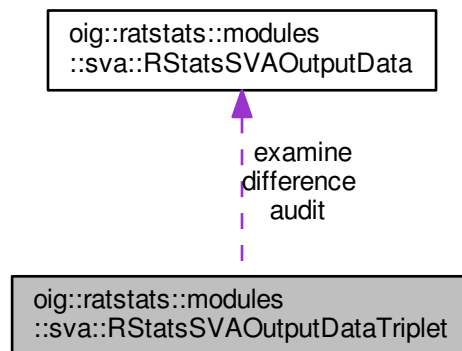 oig::ratstats::modules
::sva::RStatsSVAOutputData
examine
difference
audit
oig::ratstats::modules
::sva::RStatsSVAOutputDataTriplet